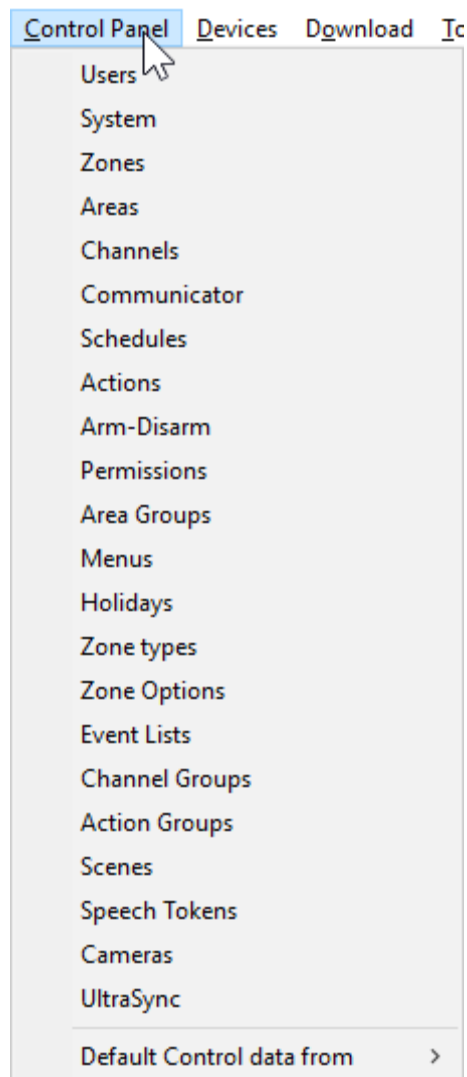 Control Panel Devices Download To
Users
System
Zones
Areas
Channels
Communicator
Schedules
Actions
Arm-Disarm
Permissions
Area Groups
Menus
Holidays
Zone types
Zone Options
Event Lists
Channel Groups
Action Groups
Scenes
Speech Tokens
Cameras
UltraSync
Default Control data from >